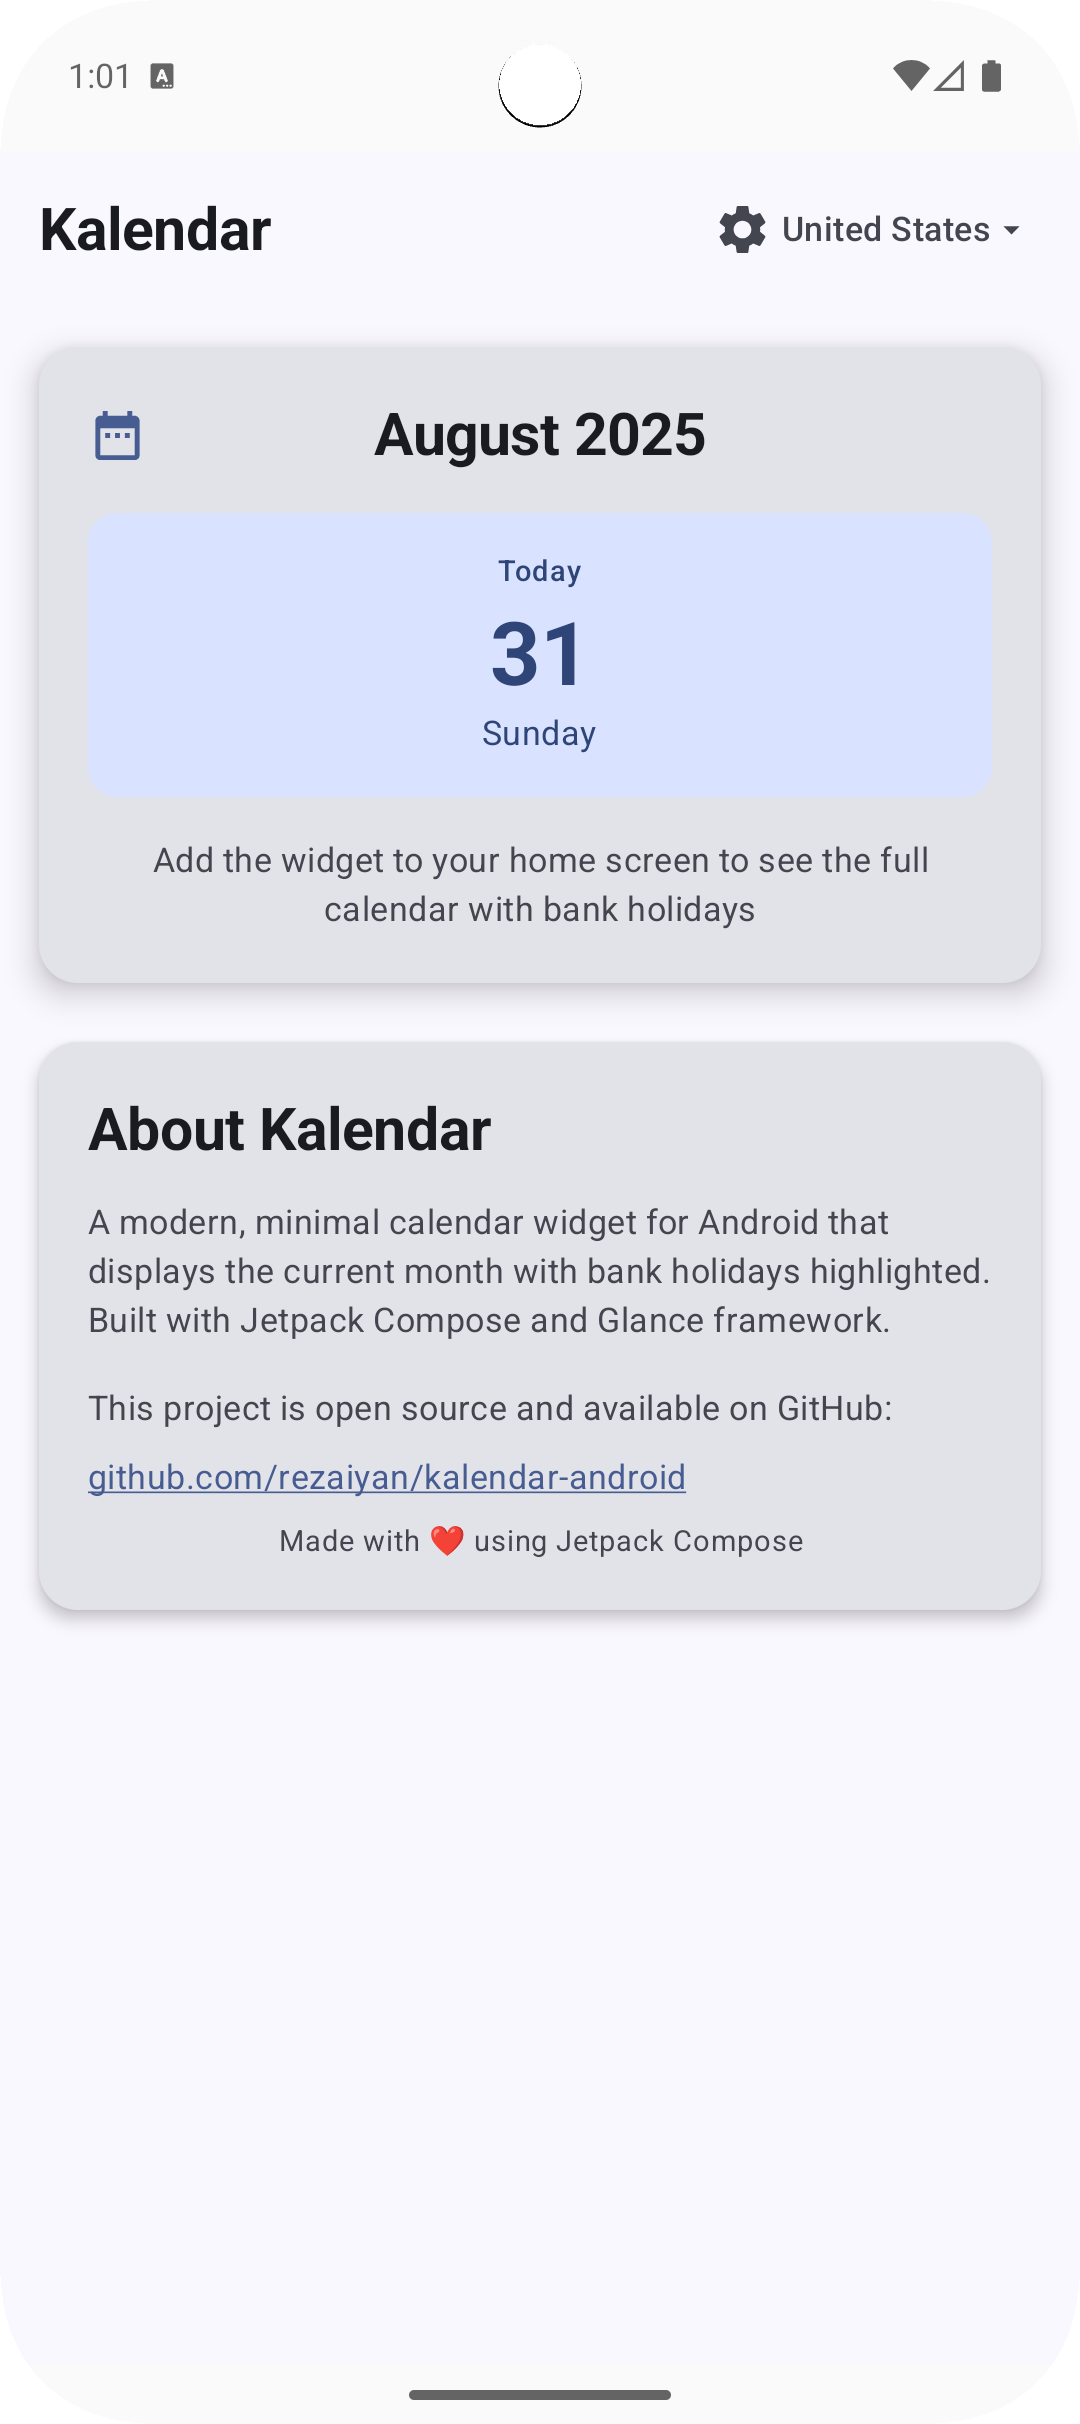 1:01
Kalendar
United States
August 2025
Today
31
Sunday
Add the widget to your home screen to see the full
calendar with bank holidays
About Kalendar
A modern, minimal calendar widget for Android that
displays the current month with bank holidays highlighted.
Built with Jetpack Compose and Glance framework.
This project is open source and available on GitHub:
github.com/rezaiyan/kalendar-android
Made with ❤️ using Jetpack Compose